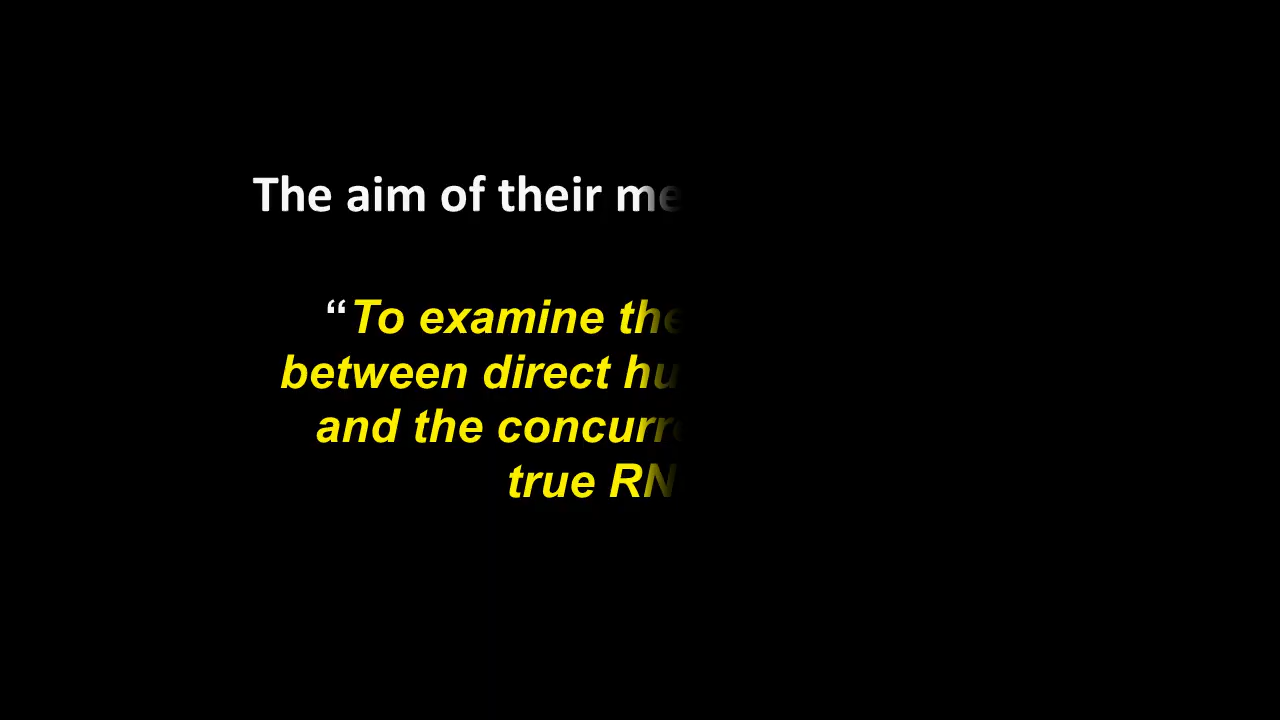 The aim of their me
“To examine the
between direct hu
and the concurr
true RN